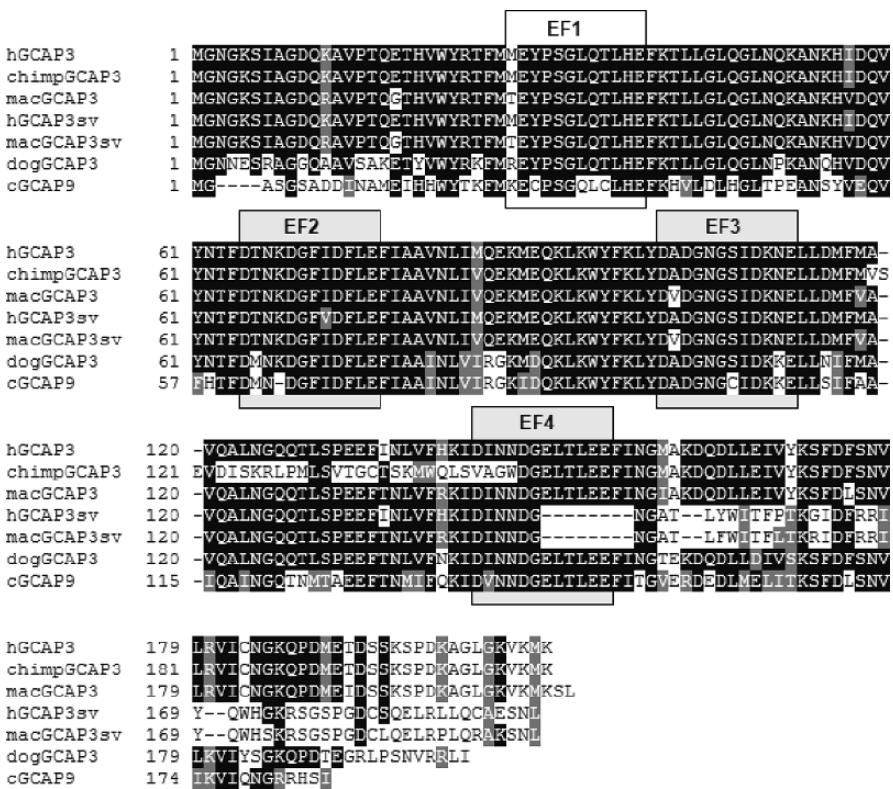 EF1
hGCAP3 1 MGNGKSIAGDQKAVPTQETHVWYRTFMMEYPSGLQTLHEFKTLLGLQGLNQKANKHIDQV
chimpGCAP3 1 MGNGKSIAGDQKAVPTQETHVWYRTFMMEYPSGLQTLHEFKTLLGLQGLNQKANKHIDQV
macGCAP3 1 MGNGKSIAGDQRAVPTQGTHVWYRTFMTEYPSGLQTLHEFKTLLGLQGLNQKANKHVDQV
hGCAP3sv 1 MGNGKSIAGDQKAVPTQETHVWYRTFMMEYPSGLQTLHEFKTLLGLQGLNQKANKHIDQV
macGCAP3sv 1 MGNGKSIAGDQRAVPTQGTHVWYRTFMTEYPSGLQTLHEFKTLLGLQGLNQKANKHVDQV
dogGCAP3 1 MGNNESRAGGQAAVSAKETYVWYRKFMREYPSGLQTLHEFKTLLGLQGLNPKANQHVDQV
cGCAP9 1 MG----ASGSADDINAMEIHHWYTKFMKECPSGQLCLHEFKHVLDLHGLTPEANSYVEQV
EF2 EF3
hGCAP3 61 YNTFDTNKDGFIDFLEFIAAVNLIMQEKMEQKLKWYFKLYDADGNGSIDKNELLDMFMA-
chimpGCAP3 61 YNTFDTNKDGFIDFLEFIAAVNLIVQEKMEQKLKWYFKLYDADGNGSIDKNELLDMFMVS
macGCAP3 61 YNTFDTNKDGFIDFLEFIAAVNLIVQEKMEQKLKWYFKLYDVDGNGSIDKNELLDMFVA-
hGCAP3sv 61 YNTFDTNKDGFVDFLEFIAAVNLIMQEKMEQKLKWYFKLYDADGNGSIDKNELLDMFMA-
macGCAP3sv 61 YNTFDTNKDGFIDFLEFIAAVNLIVQEKMEQKLKWYFKLYDVDGNGSIDKNELLDMFVA-
dogGCAP3 61 YNTFDMNKDGFIDFLEFIAAINLVIRGKMDQKLKWYFKLYDADGNGSIDKKELLNIFMA-
cGCAP9 57 FHTFDMN-DGFIDFLEFIAAINLVIRGKIDQKLKWYFKLYDADGNGCIDKKELLSIFAA-
EF4
hGCAP3 120 -VQALNGQQTLSPEEFINLVFHKIDINNDGELTLEEFINGMAKDQDLLEIVYKSFDFSNV
chimpGCAP3 121 EVDISKRLPMLSVTGCTSKMWQLSVAGWDGELTLEEFINGMAKDQDLLEIVYKSFDFSNV
macGCAP3 120 -VQALNGQQTLSPEEFTNLVFRKIDINNDGELTLEEFINGIAKDQDLLEIVYKSFDLSNV
hGCAP3sv 120 -VQALNGQQTLSPEEFINLVFHKIDINNDG--------NGAT--LYWITFPTKGIDFRRI
macGCAP3sv 120 -VQALNGQQTLSPEEFTNLVFRKIDINNDG--------NGAT--LFWITFLIKRIDFRRI
dogGCAP3 120 -VQALNGQQTLSPEEFTNLVFNKIDINNDGELTLEEFINGTEKDQDLLDIVSKSFDFSNV
cGCAP9 115 -IQAINGQTNMTAEEFTNMIFQKIDVNNDGELTLEEFITGVERDEDLMELITKSFDLSNV
hGCAP3 179 LRVICNGKQPDMETDSSKSPDKAGLGKVKMK
chimpGCAP3 181 LRVICNGKQPDMETDSSKSPDKAGLGKVKMK
macGCAP3 179 LRVICNGKQPDMEIDSSKSPDKAGLGKVKMKSL
hGCAP3sv 169 Y--QWHGKRSGSPGDCSQELRLLQCAESNL
macGCAP3sv 169 Y--QWHSKRSGSPGDCLQELRPLQRAKSNL
dogGCAP3 179 LKVIYSGKQPDTEGRLPSNVRRLI
cGCAP9 174 IKVIQNGRRHSI